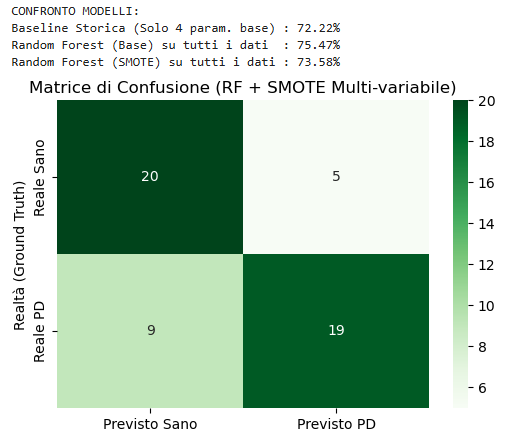 CONFRONTO MODELLI:
Baseline Storica (Solo 4 param. base) : 72.22%
Random Forest (Base) su tutti i dati  : 75.47%
Random Forest (SMOTE) su tutti i dati : 73.58%
Matrice di Confusione (RF + SMOTE Multi-variabile)
Realtà (Ground Truth)
Reale Sano
20
5
Reale PD
9
19
Previsto Sano
Previsto PD
20
18
16
14
12
10
8
6